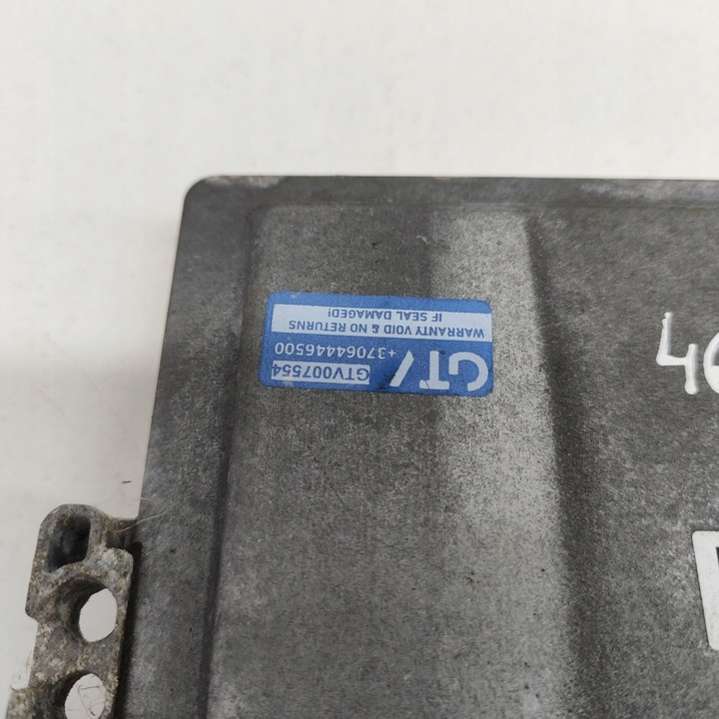 GTV
GTV007554
+37064446500
WARRANTY VOID & NO RETURNS
IF SEAL DAMAGED!